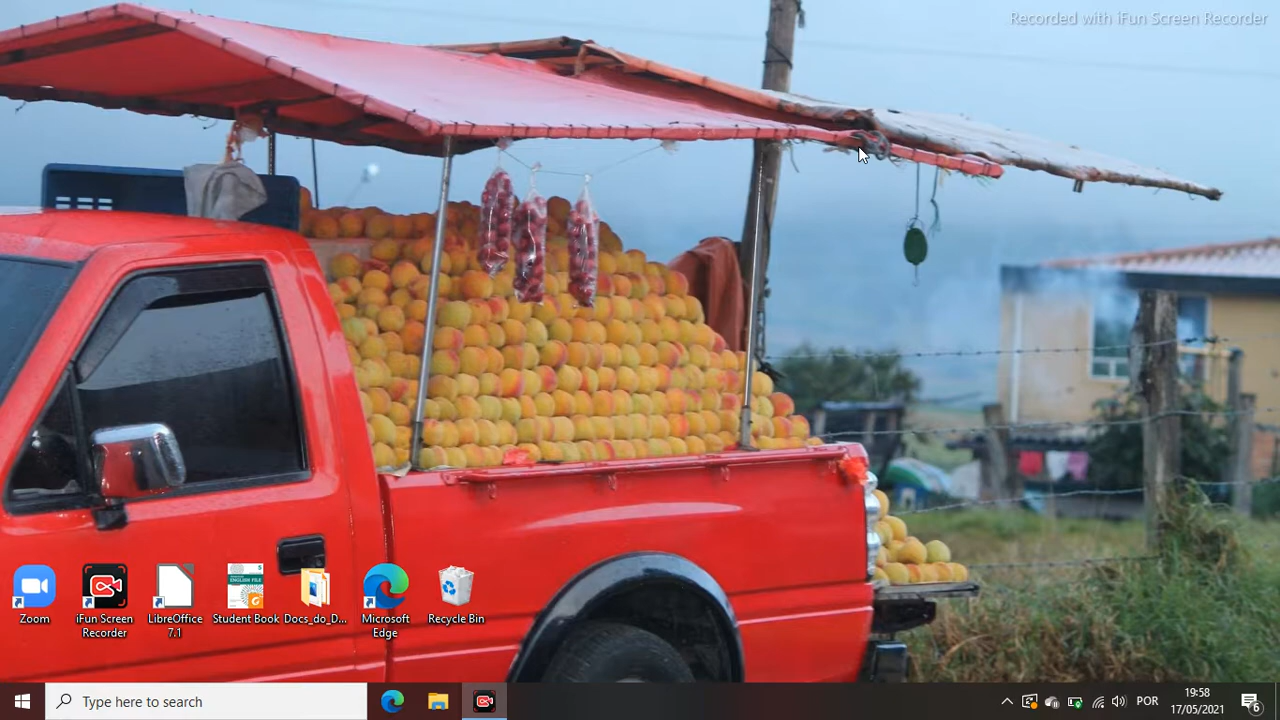 Recorded with iFun Screen Recorder
Zoom
iFun Screen
Recorder
LibreOffice
7.1
Student Book
Docs_do_D...
Microsoft
Edge
Recycle Bin
Type here to search
POR
19:58
17/05/2021
6